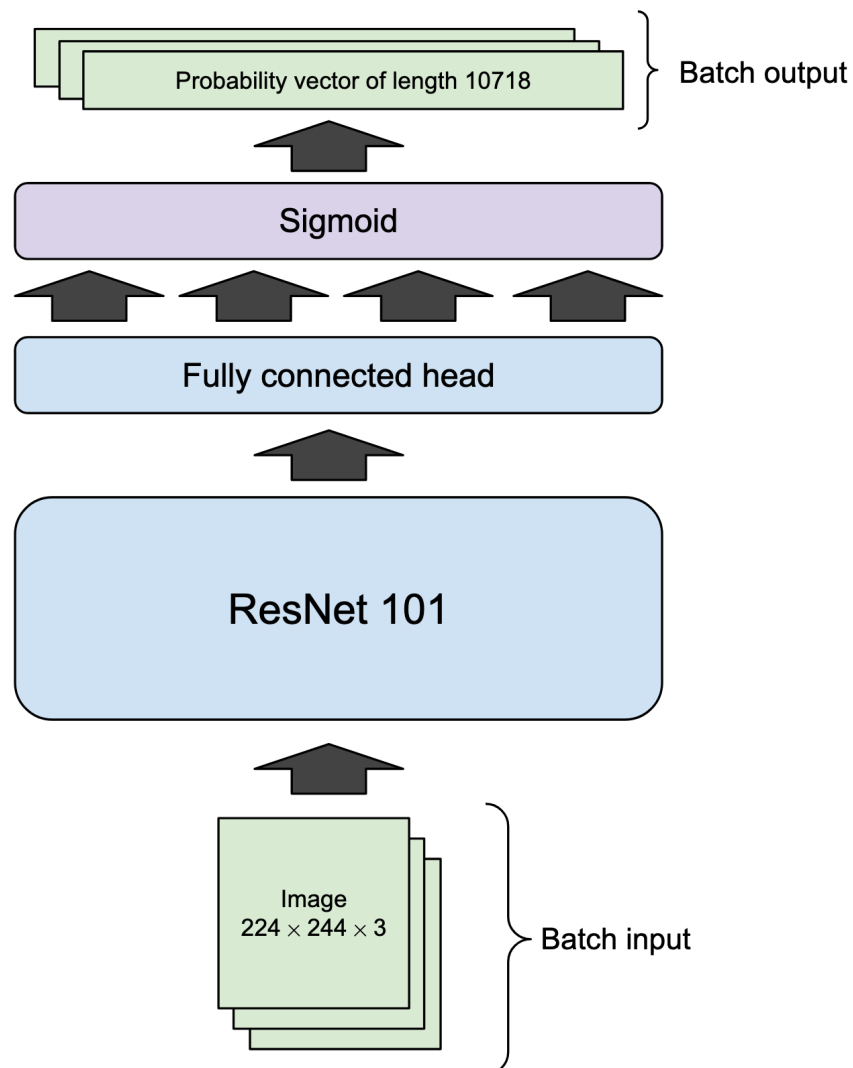 Probability vector of length 10718
Batch output
Sigmoid
Fully connected head
ResNet 101
Image
224 × 244 × 3
Batch input